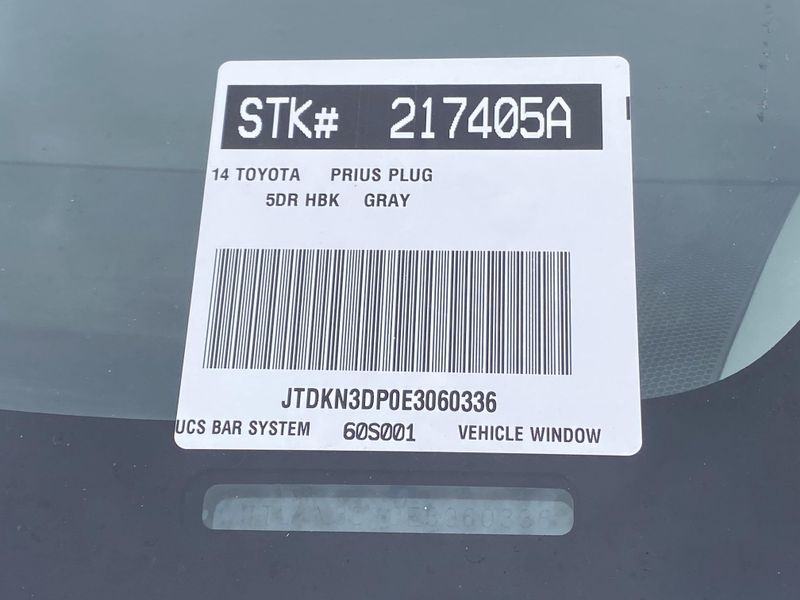 STK# 217405A
14 TOYOTA PRIUS PLUG
5DR HBK GRAY
JTDKN3DP0E3060336
UCS BAR SYSTEM 60S001 VEHICLE WINDOW